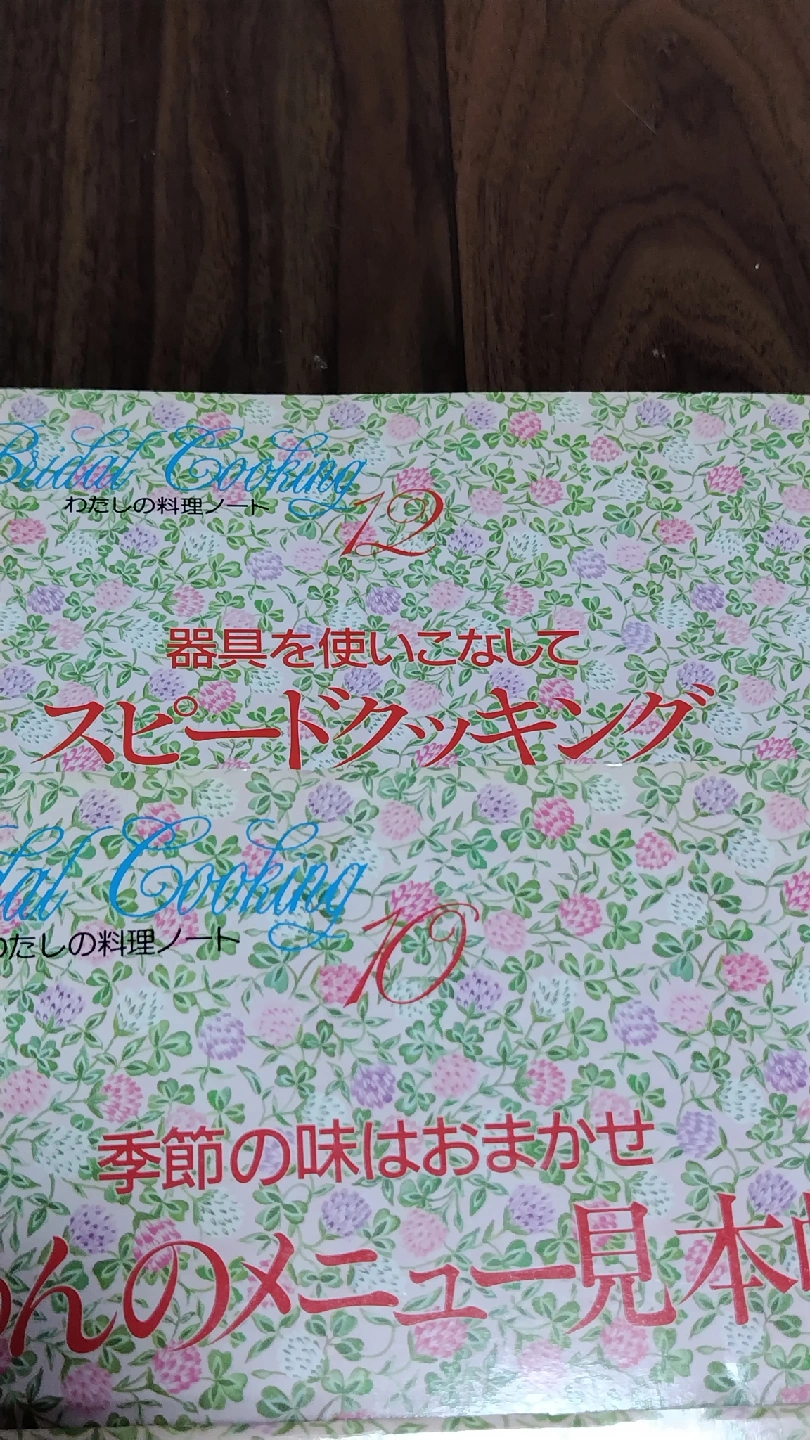 Bridal Cooking
わたしの料理ノート
12
器具を使いこなして
スピードクッキング
dal Cooking
わたしの料理ノート
10
季節の味はおまかせ
んのメニュー見本